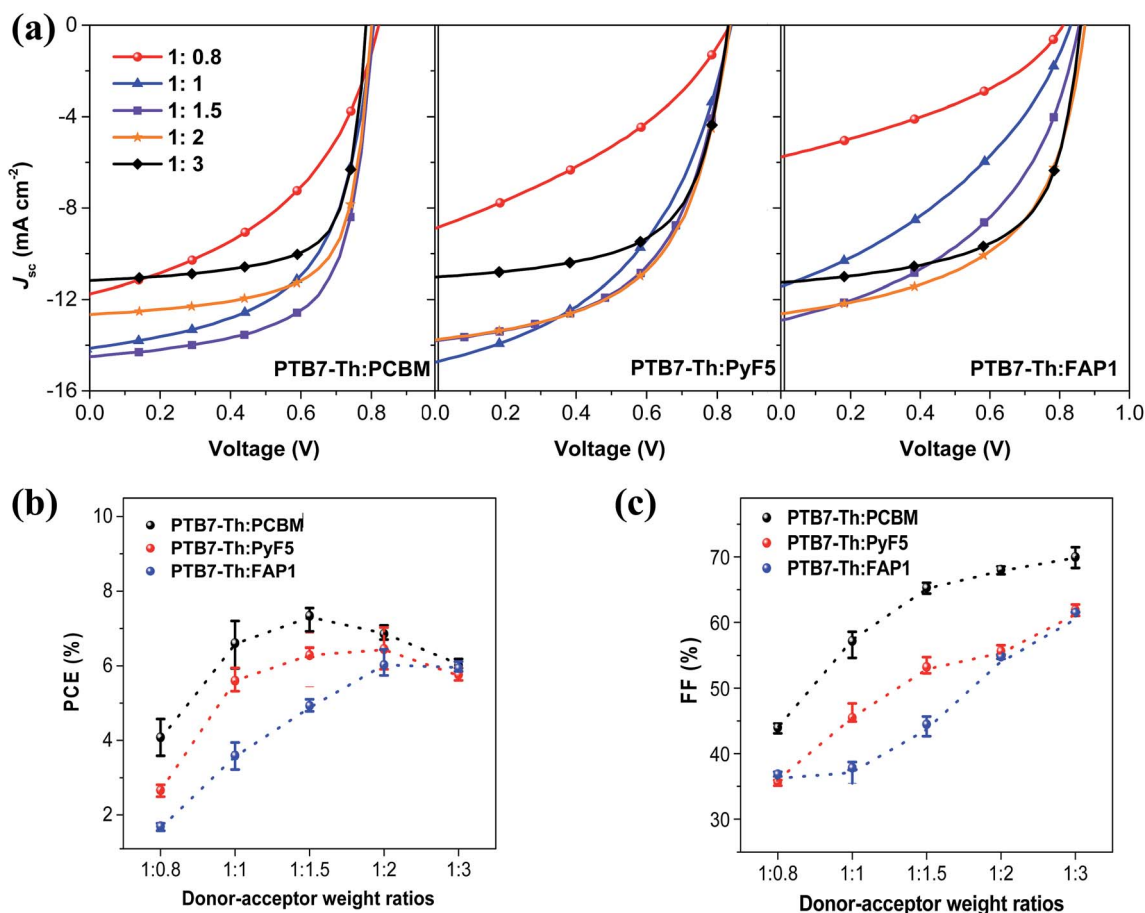 (a)
0
-4
-8
-12
-16
J_sc (mA cm⁻²)
1: 0.8
1: 1
1: 1.5
1: 2
1: 3
PTB7-Th:PCBM
PTB7-Th:PyF5
PTB7-Th:FAP1
0.0 0.2 0.4 0.6 0.8 0.0 0.2 0.4 0.6 0.8 0.0 0.2 0.4 0.6 0.8 1.0
Voltage (V) Voltage (V) Voltage (V)
(b)
10
8
6
4
2
PCE (%)
PTB7-Th:PCBM
PTB7-Th:PyF5
PTB7-Th:FAP1
1:0.8 1:1 1:1.5 1:2 1:3
Donor-acceptor weight ratios
(c)
70
60
50
40
30
FF (%)
PTB7-Th:PCBM
PTB7-Th:PyF5
PTB7-Th:FAP1
1:0.8 1:1 1:1.5 1:2 1:3
Donor-acceptor weight ratios